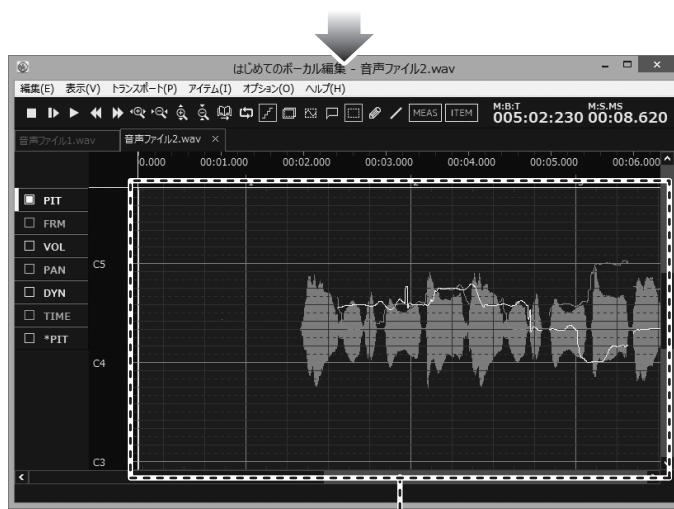 はじめてのボーカル編集 - 音声ファイル2.wav
編集(E) 表示(V) トランスポート(P) アイテム(I) オプション(O) ヘルプ(H)
MEAS ITEM M:B:T 005:02:230 M:S.MS 00:08.620
音声ファイル1.wav 音声ファイル2.wav ×
0.000 00:01.000 00:02.000 00:03.000 00:04.000 00:05.000 00:06.000
1 2 3
PIT
FRM
VOL
PAN
DYN
TIME
*PIT
C5
C4
C3